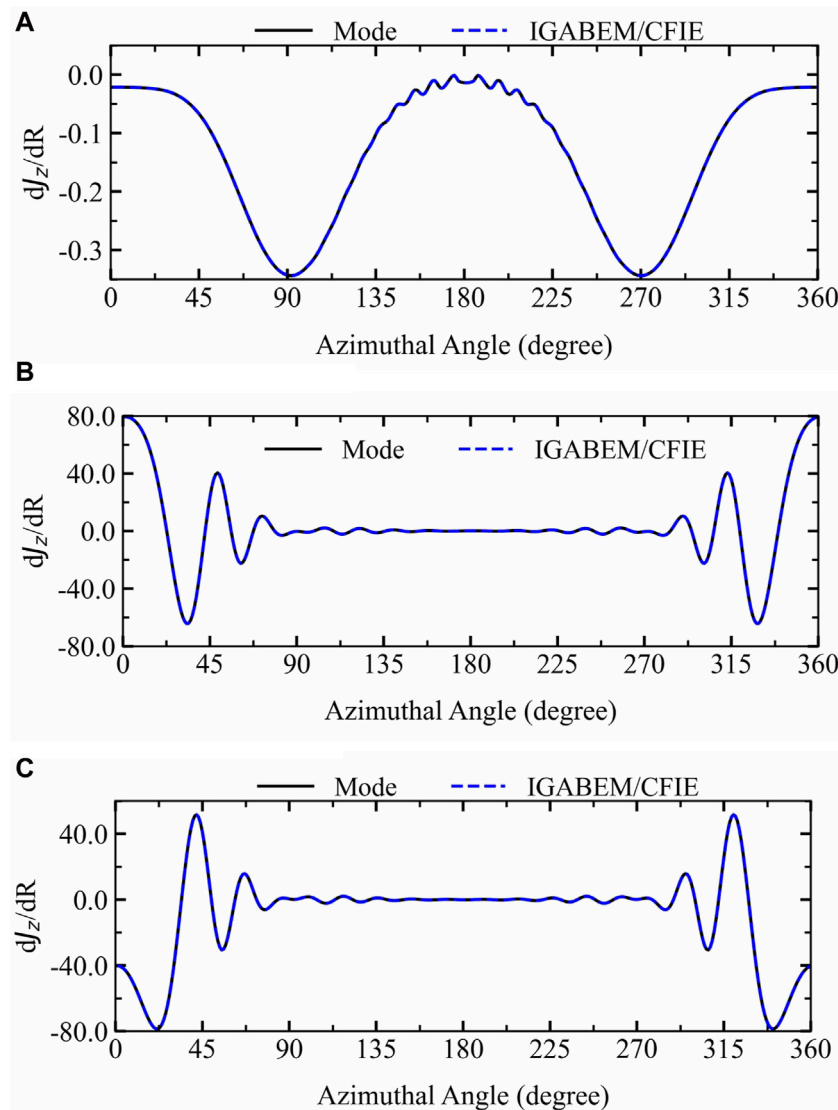 A
Mode IGABEM/CFIE
0.0
-0.1
-0.2
-0.3
dJz/dR
0 45 90 135 180 225 270 315 360
Azimuthal Angle (degree)
B
80.0
Mode IGABEM/CFIE
40.0
0.0
-40.0
-80.0
dJz/dR
0 45 90 135 180 225 270 315 360
Azimuthal Angle (degree)
C
Mode IGABEM/CFIE
40.0
0.0
-40.0
-80.0
dJz/dR
0 45 90 135 180 225 270 315 360
Azimuthal Angle (degree)